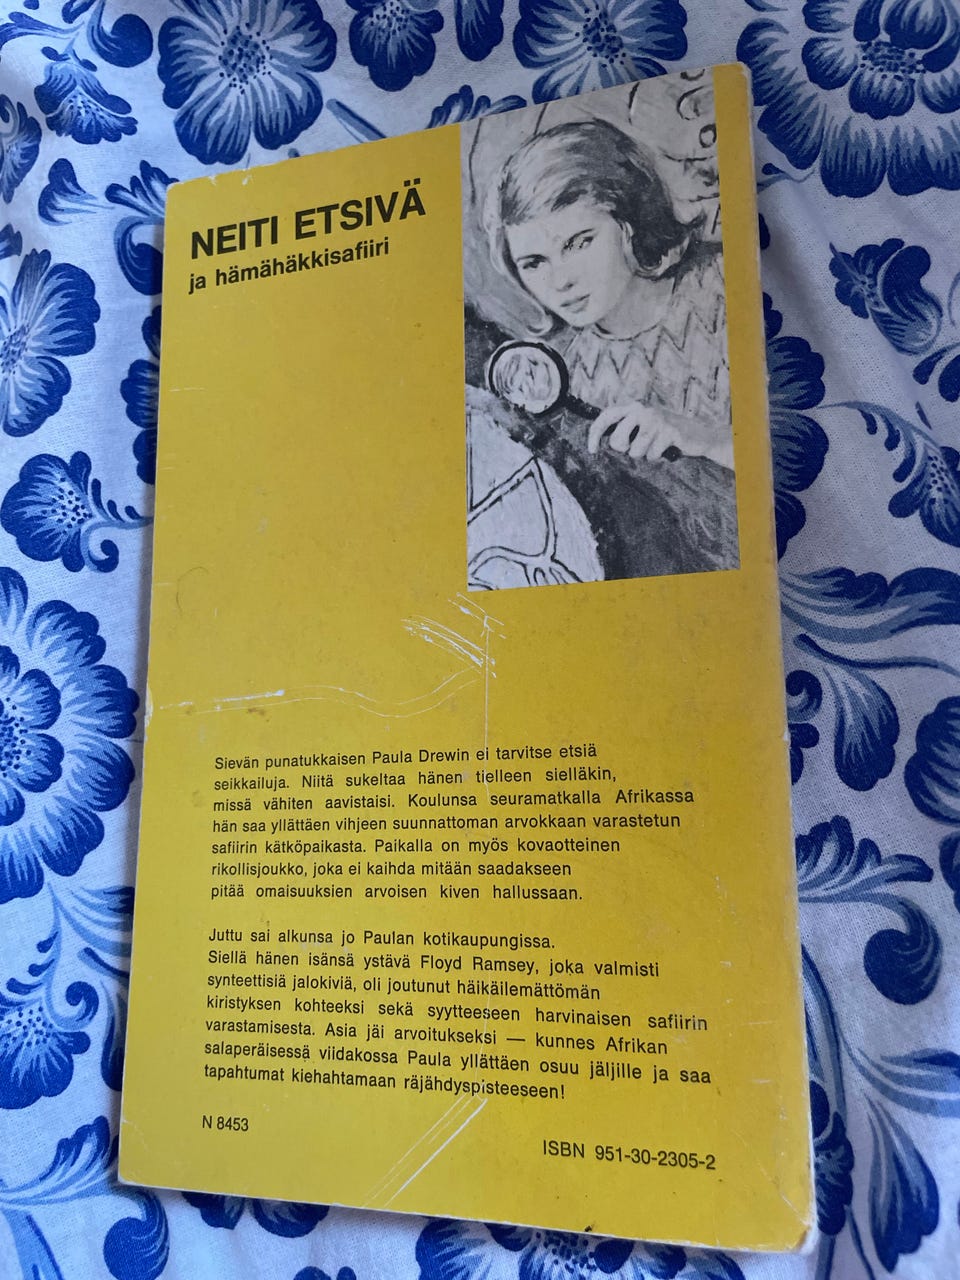 NEITI ETSIVÄ
ja hämähäkkisafiiri
Sievän punatukkaisen Paula Drewin ei tarvitse etsiä
seikkailuja. Niitä sukeltaa hänen tielleen sielläkin,
missä vähiten aavistaisi. Koulunsa seuramatkalla Afrikassa
hän saa yllättäen vihjeen suunnattoman arvokkaan varastetun
safiirin kätköpaikasta. Paikalla on myös kovaotteinen
rikollisjoukko, joka ei kaihda mitään saadakseen
pitää omaisuuksien arvoisen kiven hallussaan.
Juttu sai alkunsa jo Paulan kotikaupungissa.
Siellä hänen isänsä ystävä Floyd Ramsey, joka valmisti
synteettisiä jalokiviä, oli joutunut häikäilemättömän
kiristyksen kohteeksi sekä syytteeseen harvinaisen safiirin
varastamisesta. Asia jäi arvoitukseksi — kunnes Afrikan
salaperäisessä viidakossa Paula yllättäen osuu jäljille ja saa
tapahtumat kiehahtamaan räjähdyspisteeseen!
N 8453
ISBN 951-30-2305-2